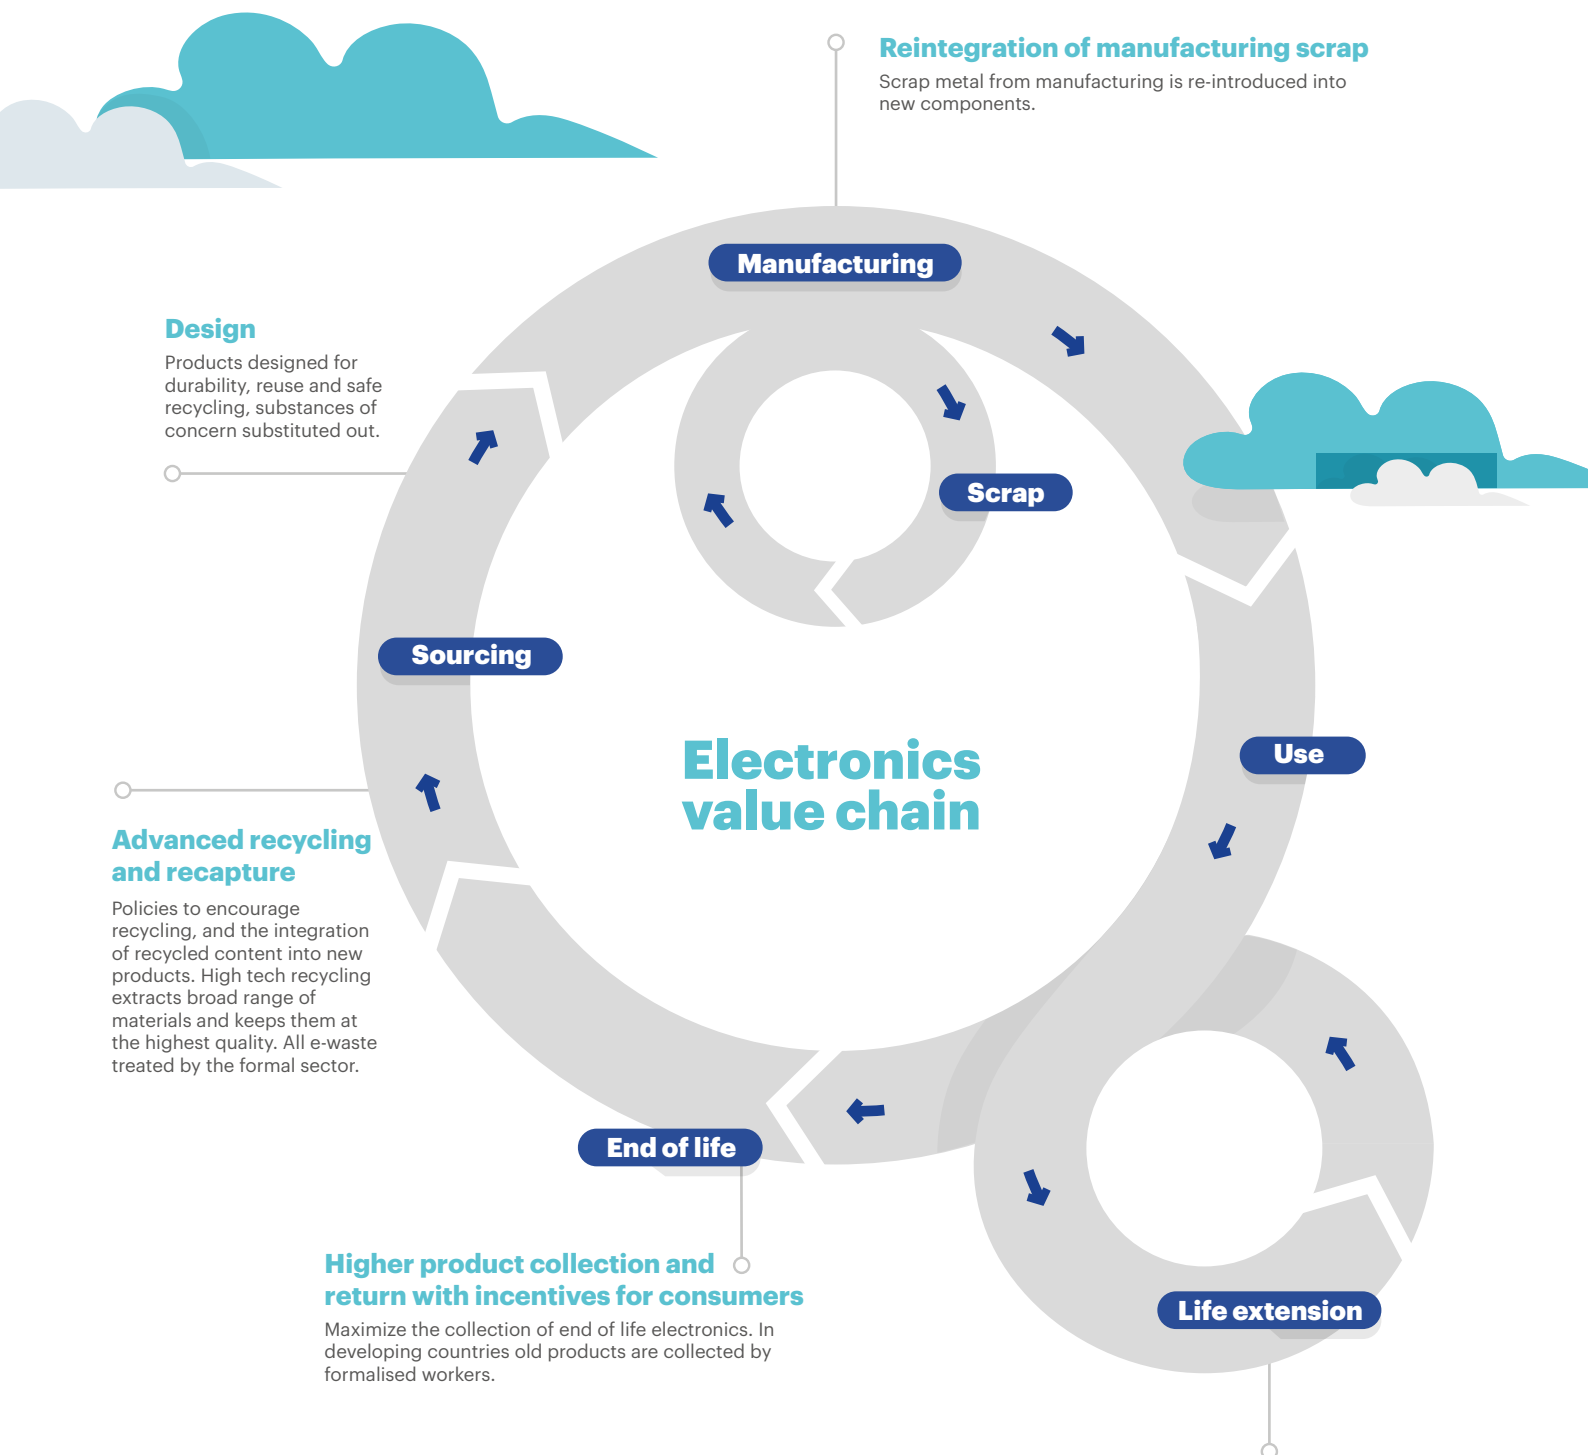 Reintegration of manufacturing scrap
Scrap metal from manufacturing is re-introduced into
new components.
Manufacturing
Design
Products designed for
durability, reuse and safe
recycling, substances of
concern substituted out.
Scrap
Sourcing
Electronics
value chain
Use
Advanced recycling
and recapture
Policies to encourage
recycling, and the integration
of recycled content into new
products. High tech recycling
extracts broad range of
materials and keeps them at
the highest quality. All e-waste
treated by the formal sector.
End of life
Higher product collection and
return with incentives for consumers
Maximize the collection of end of life electronics. In
developing countries old products are collected by
formalised workers.
Life extension